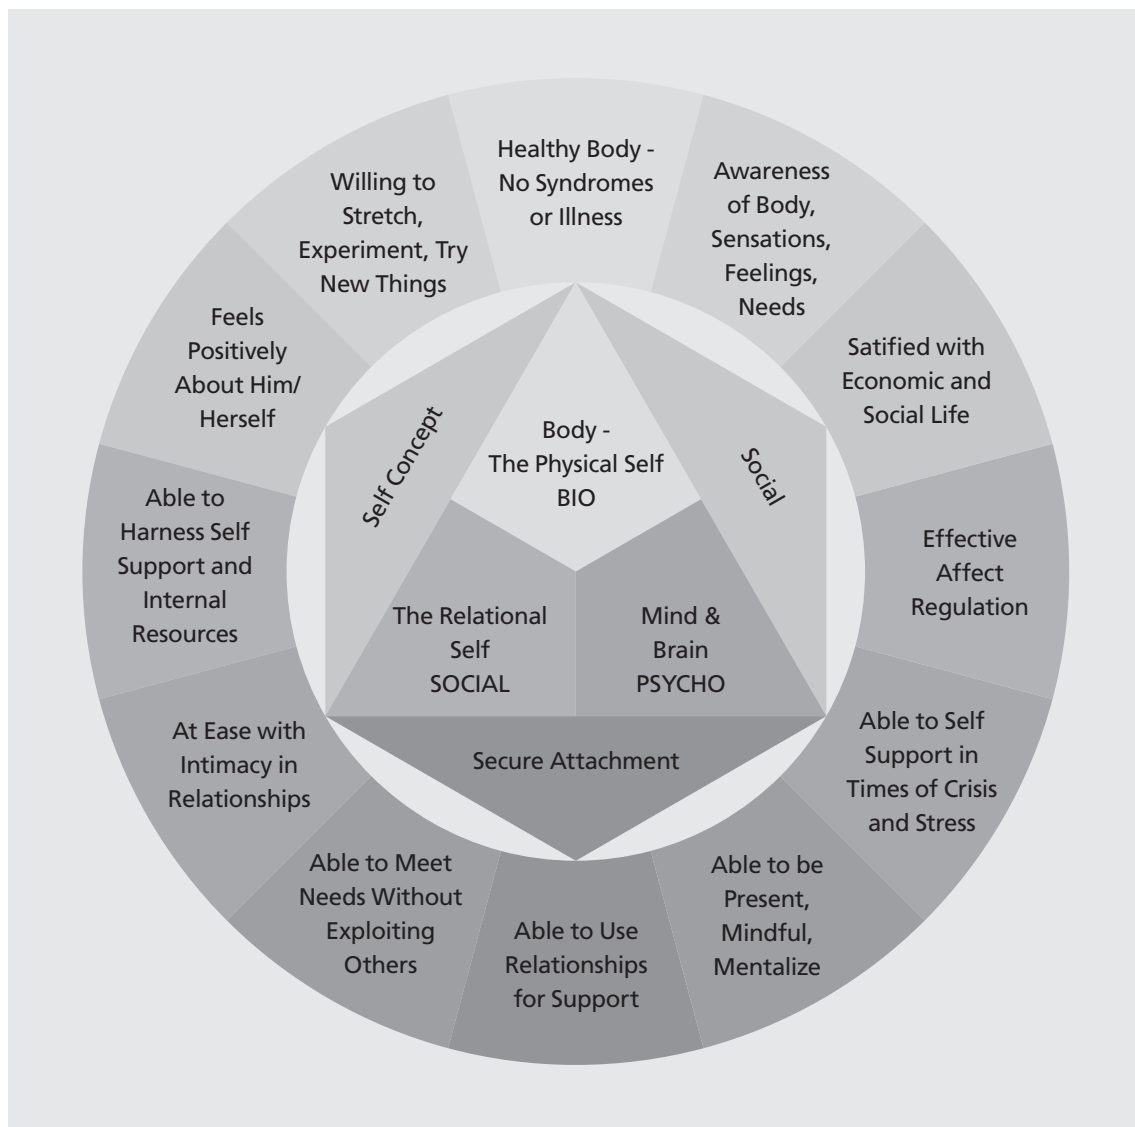 Healthy Body -
No Syndromes
or Illness
Awareness
of Body,
Sensations,
Feelings,
Needs
Satified with
Economic and
Social Life
Effective
Affect
Regulation
Able to Self
Support in
Times of Crisis
and Stress
Able to be
Present,
Mindful,
Mentalize
Able to Use
Relationships
for Support
Able to Meet
Needs Without
Exploiting
Others
At Ease with
Intimacy in
Relationships
Able to
Harness Self
Support and
Internal
Resources
Feels
Positively
About Him/
Herself
Willing to
Stretch,
Experiment, Try
New Things
Self Concept
Body -
The Physical Self
BIO
Social
The Relational
Self
SOCIAL
Mind &
Brain
PSYCHO
Secure Attachment